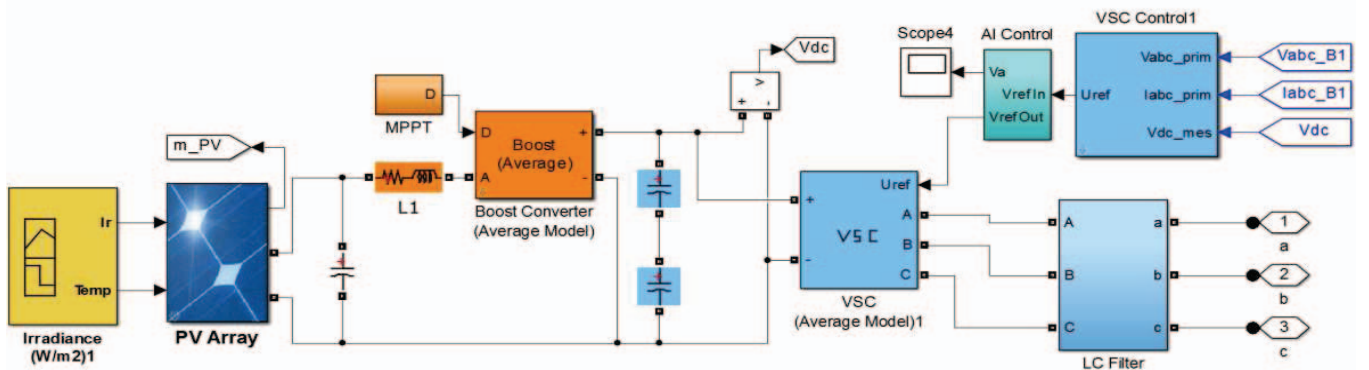 VSC Control1
Scope4
AI Control
Vdc
Va
Vabc_prim
Vabc_B1
V
VrefIn
Uref
Iabc_prim
Iabc_B1
+
-
VrefOut
Vdc_mes
Vdc
D
MPPT
m_PV
D
Boost
(Average)
+
A
-
L1
Boost Converter
(Average Model)
Ir
Temp
Irradiance
(W/m2)1
PV Array
+
+
+
Uref
+
A
VSC
B
-
C
VSC
(Average Model)1
A
a
1
a
B
b
2
b
C
c
3
c
LC Filter